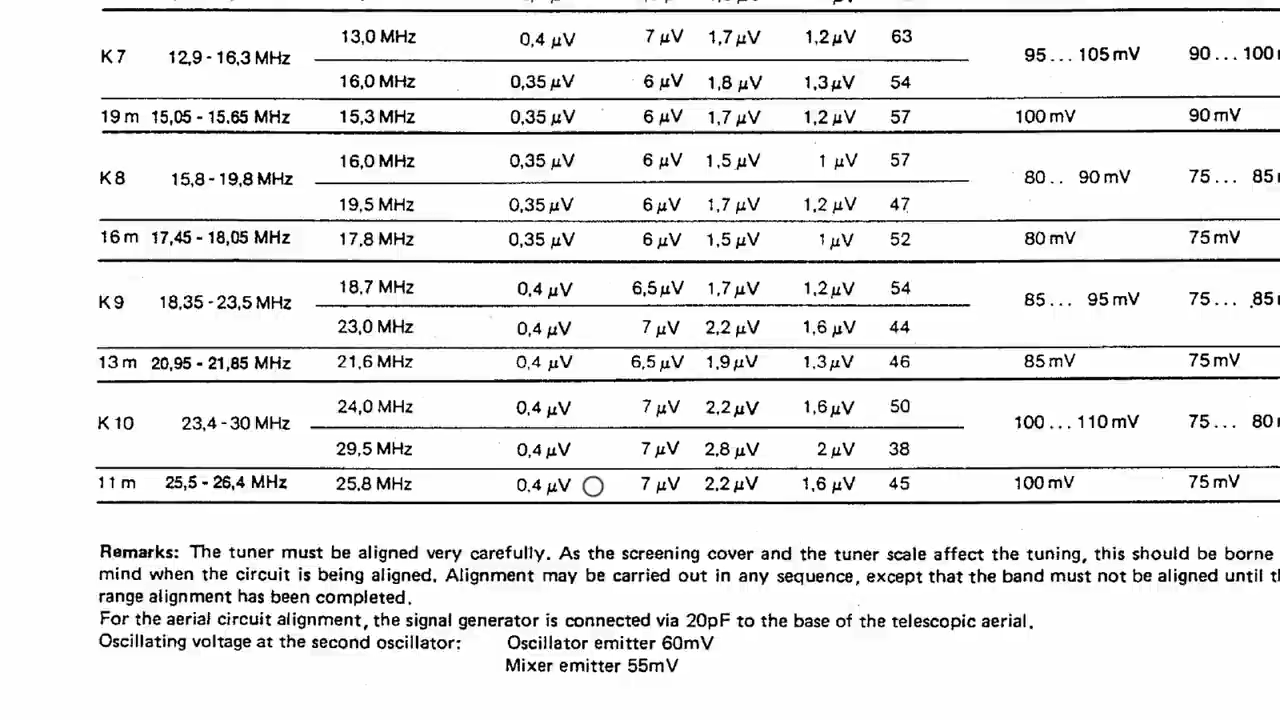 13,0 MHz 0,4 µV 7 µV 1,7 µV 1,2 µV 63
K 7 12,9 - 16,3 MHz 95 . . . 105 mV 90 . . . 100
16,0 MHz 0,35 µV 6 µV 1,8 µV 1,3 µV 54
19 m 15,05 - 15.65 MHz 15,3 MHz 0,35 µV 6 µV 1,7 µV 1,2 µV 57 100 mV 90 mV
16,0 MHz 0,35 µV 6 µV 1,5 µV 1 µV 57
K 8 15,8 - 19,8 MHz 80 . . 90 mV 75 . . . 85
19,5 MHz 0,35 µV 6 µV 1,7 µV 1,2 µV 47
16 m 17,45 - 18,05 MHz 17,8 MHz 0,35 µV 6 µV 1,5 µV 1 µV 52 80 mV 75 mV
18,7 MHz 0,4 µV 6,5 µV 1,7 µV 1,2 µV 54
K 9 18,35 - 23,5 MHz 85 . . . 95 mV 75 . . . 85
23,0 MHz 0,4 µV 7 µV 2,2 µV 1,6 µV 44
13 m 20,95 - 21,85 MHz 21,6 MHz 0,4 µV 6,5 µV 1,9 µV 1,3 µV 46 85 mV 75 mV
24,0 MHz 0,4 µV 7 µV 2,2 µV 1,6 µV 50
K 10 23,4 - 30 MHz 100 . . . 110 mV 75 . . . 80
29,5 MHz 0,4 µV 7 µV 2,8 µV 2 µV 38
11 m 25,5 - 26,4 MHz 25,8 MHz 0,4 µV 7 µV 2,2 µV 1,6 µV 45 100 mV 75 mV
Remarks: The tuner must be aligned very carefully. As the screening cover and the tuner scale affect the tuning, this should be borne
mind when the circuit is being aligned. Alignment may be carried out in any sequence, except that the band must not be aligned until
range alignment has been completed.
For the aerial circuit alignment, the signal generator is connected via 20pF to the base of the telescopic aerial.
Oscillating voltage at the second oscillator: Oscillator emitter 60mV
Mixer emitter 55mV